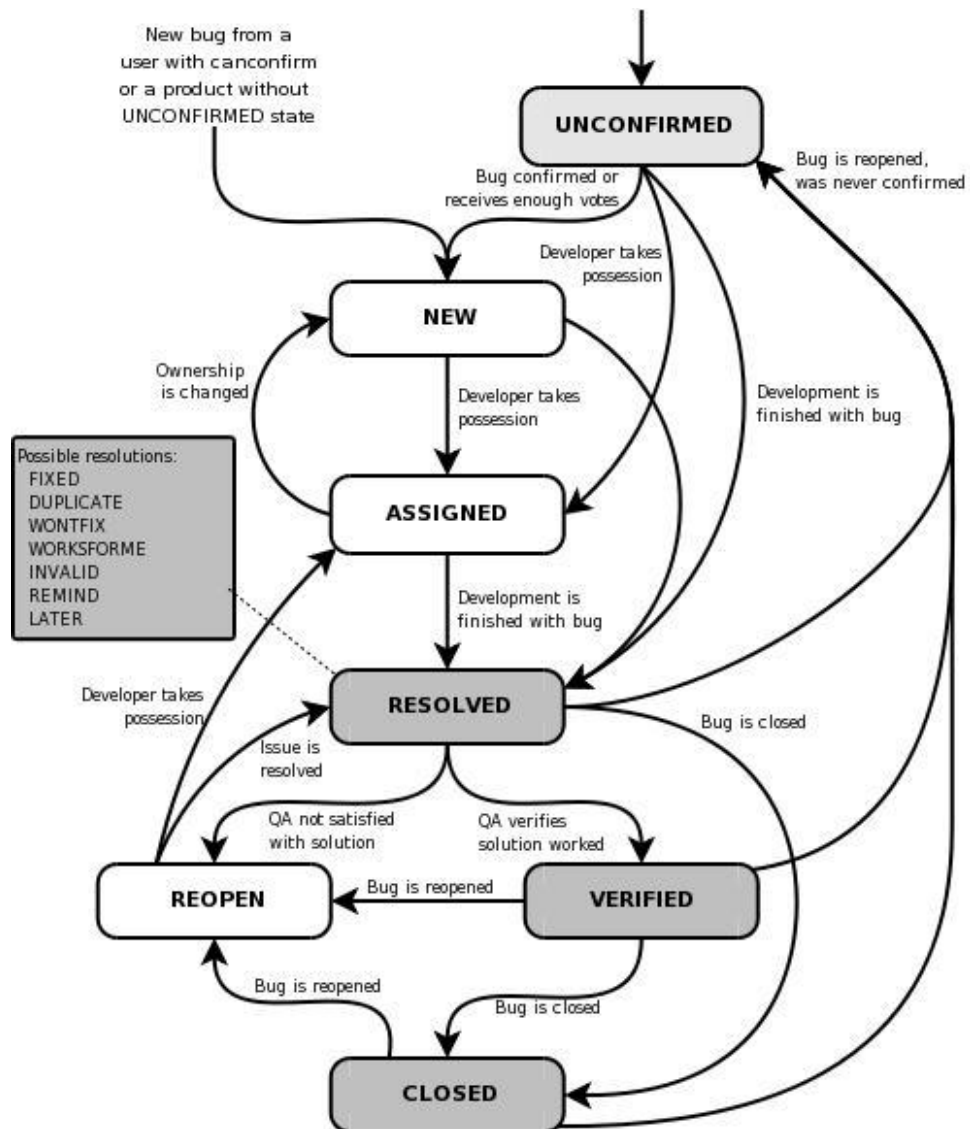 New bug from a
user with canconfirm
or a product without
UNCONFIRMED state
UNCONFIRMED
Bug is reopened,
was never confirmed
Bug confirmed or
receives enough votes
Developer takes
possession
NEW
Ownership
is changed
Developer takes
possession
Development is
finished with bug
Possible resolutions:
FIXED
DUPLICATE
WONTFIX
WORKSFORME
INVALID
REMIND
LATER
ASSIGNED
Development is
finished with bug
Developer takes
possession
RESOLVED
Bug is closed
Issue is
resolved
QA not satisfied
with solution
QA verifies
solution worked
REOPEN
Bug is reopened
VERIFIED
Bug is reopened
Bug is closed
CLOSED